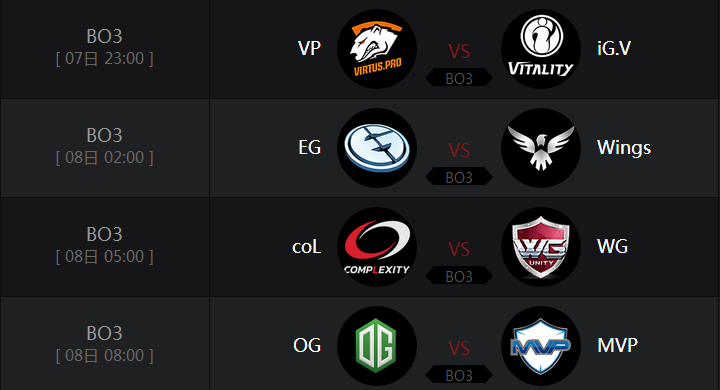 BO3
[ 07日 23:00 ]
VP
VIRTUS.PRO
VS
BO3
VITALITY
iG.V
BO3
[ 08日 02:00 ]
EG
VS
BO3
Wings
BO3
[ 08日 05:00 ]
coL
COMPLEXITY
VS
BO3
WG
UNITY
WG
BO3
[ 08日 08:00 ]
OG
OG
VS
BO3
MVP
MVP